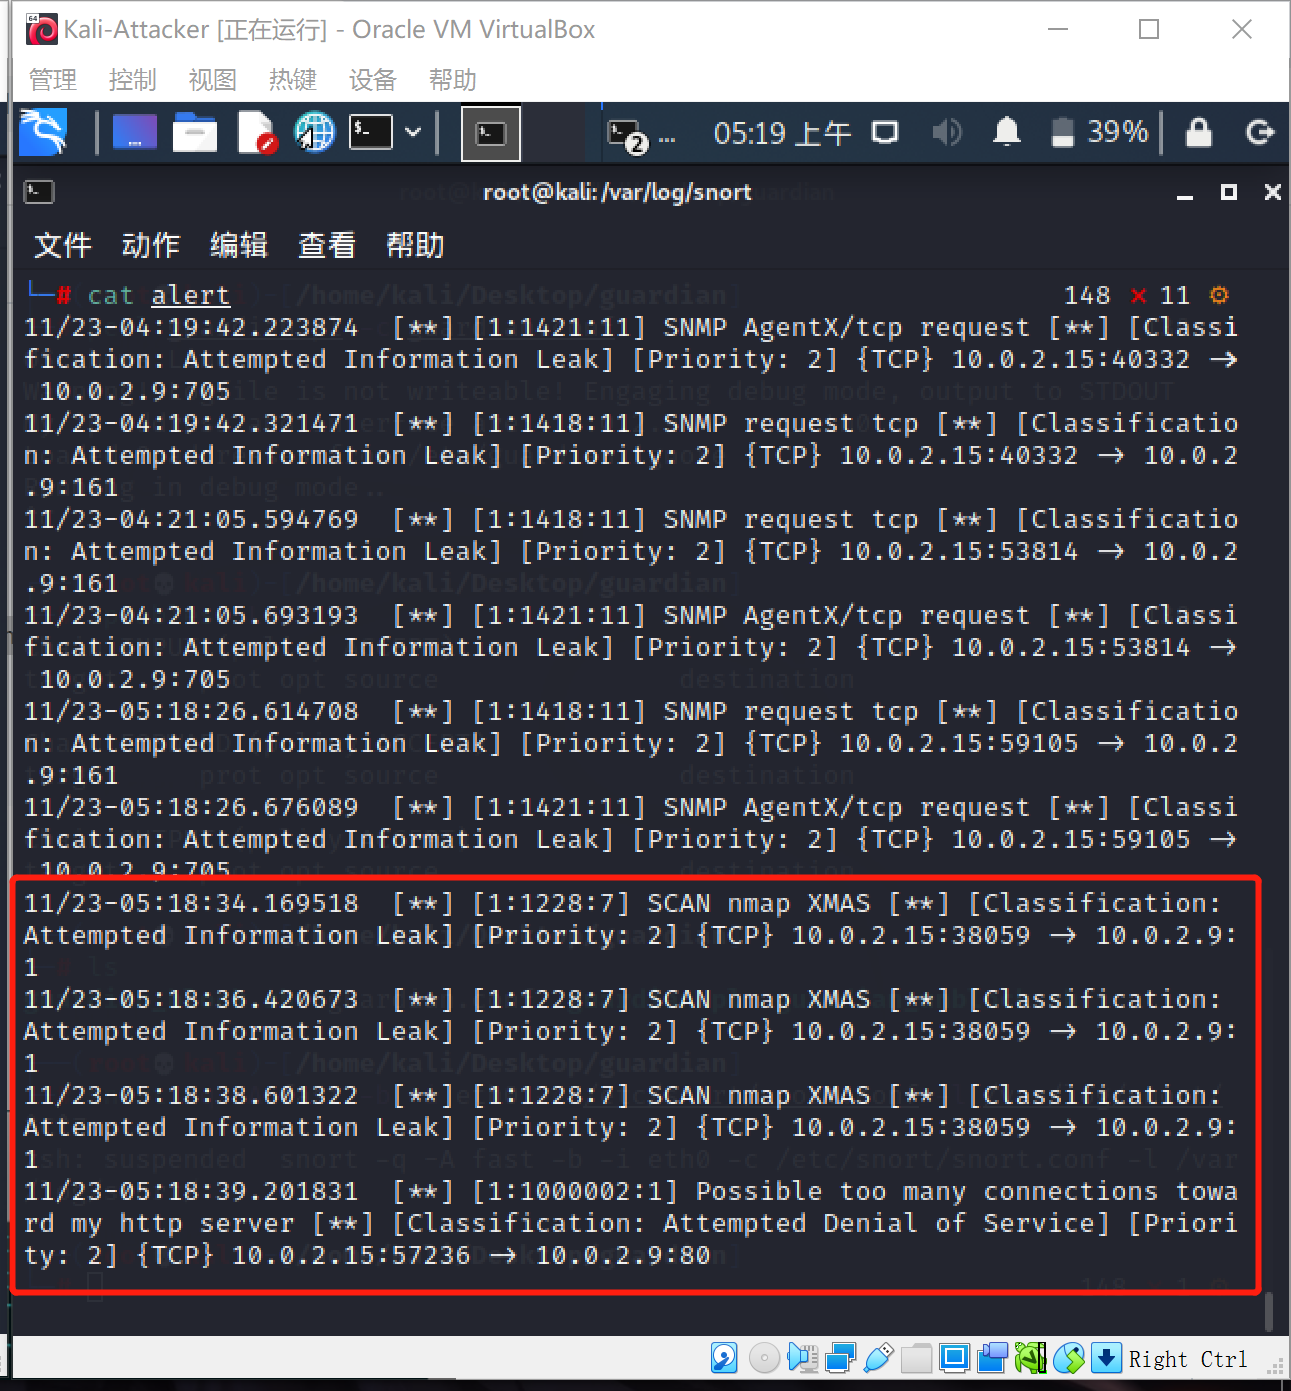 Kali-Attacker [正在运行] - Oracle VM VirtualBox
管理 控制 视图 热键 设备 帮助
64
2 ... 05:19 上午 39%
root@kali:/var/log/snort
文件 动作 编辑 查看 帮助
└─# cat alert 148 ⨯ 11 ⚙
11/23-04:19:42.223874  [**] [1:1421:11] SNMP AgentX/tcp request [**] [Classi
fication: Attempted Information Leak] [Priority: 2] {TCP} 10.0.2.15:40332 →
10.0.2.9:705
11/23-04:19:42.321471  [**] [1:1418:11] SNMP request tcp [**] [Classificatio
n: Attempted Information Leak] [Priority: 2] {TCP} 10.0.2.15:40332 → 10.0.2
.9:161
11/23-04:21:05.594769  [**] [1:1418:11] SNMP request tcp [**] [Classificatio
n: Attempted Information Leak] [Priority: 2] {TCP} 10.0.2.15:53814 → 10.0.2
.9:161
11/23-04:21:05.693193  [**] [1:1421:11] SNMP AgentX/tcp request [**] [Classi
fication: Attempted Information Leak] [Priority: 2] {TCP} 10.0.2.15:53814 →
10.0.2.9:705
11/23-05:18:26.614708  [**] [1:1418:11] SNMP request tcp [**] [Classificatio
n: Attempted Information Leak] [Priority: 2] {TCP} 10.0.2.15:59105 → 10.0.2
.9:161
11/23-05:18:26.676089  [**] [1:1421:11] SNMP AgentX/tcp request [**] [Classi
fication: Attempted Information Leak] [Priority: 2] {TCP} 10.0.2.15:59105 →
10.0.2.9:705
11/23-05:18:34.169518  [**] [1:1228:7] SCAN nmap XMAS [**] [Classification:
Attempted Information Leak] [Priority: 2] {TCP} 10.0.2.15:38059 → 10.0.2.9:
1
11/23-05:18:36.420673  [**] [1:1228:7] SCAN nmap XMAS [**] [Classification:
Attempted Information Leak] [Priority: 2] {TCP} 10.0.2.15:38059 → 10.0.2.9:
1
11/23-05:18:38.601322  [**] [1:1228:7] SCAN nmap XMAS [**] [Classification:
Attempted Information Leak] [Priority: 2] {TCP} 10.0.2.15:38059 → 10.0.2.9:
1
11/23-05:18:39.201831  [**] [1:1000002:1] Possible too many connections towa
rd my http server [**] [Classification: Attempted Denial of Service] [Priori
ty: 2] {TCP} 10.0.2.15:57236 → 10.0.2.9:80
Right Ctrl